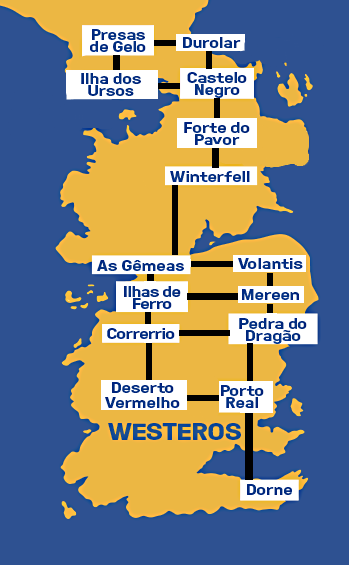 Presas
de Gelo
Durolar
Ilha dos
Ursos
Castelo
Negro
Forte do
Pavor
Winterfell
As Gêmeas
Volantis
Ilhas de
Ferro
Mereen
Correrrio
Pedra do
Dragão
Deserto
Vermelho
Porto
Real
WESTEROS
Dorne